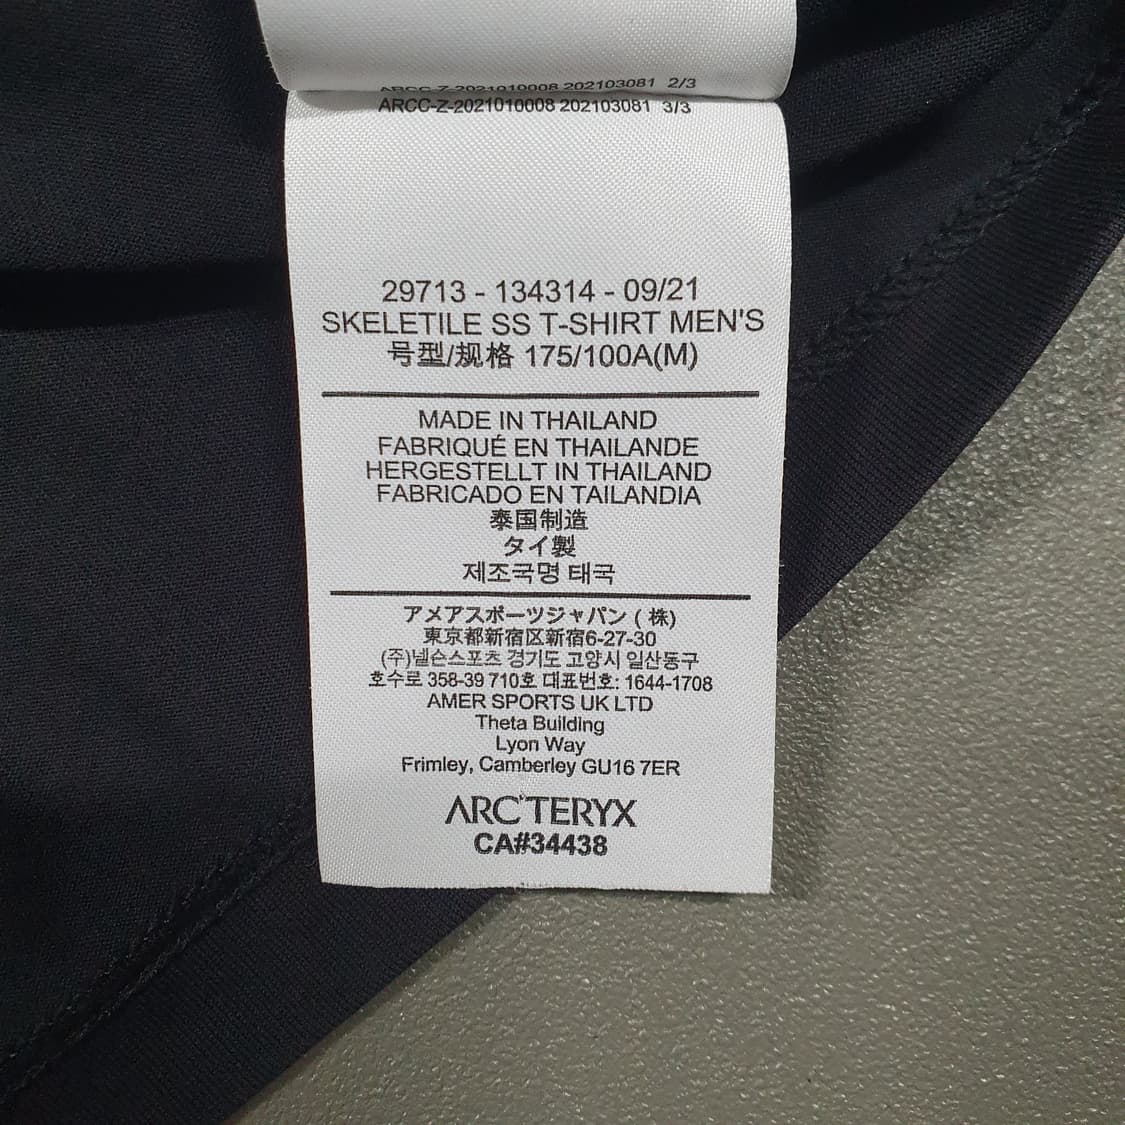 ARCC-Z-2021010008 202103081 2/3
ARCC-Z-2021010008 202103081 3/3
29713 - 134314 - 09/21
SKELETILE SS T-SHIRT MEN'S
号型/规格 175/100A(M)
MADE IN THAILAND
FABRIQUÉ EN THAILANDE
HERGESTELLT IN THAILAND
FABRICADO EN TAILANDIA
泰国制造
タイ製
제조국명 태국
アメアスポーツジャパン ( 株)
東京都新宿区新宿6-27-30
(주)넬슨스포츠 경기도 고양시 일산동구
호수로 358-39 710호 대표번호: 1644-1708
AMER SPORTS UK LTD
Theta Building
Lyon Way
Frimley, Camberley GU16 7ER
ARC'TERYX
CA#34438